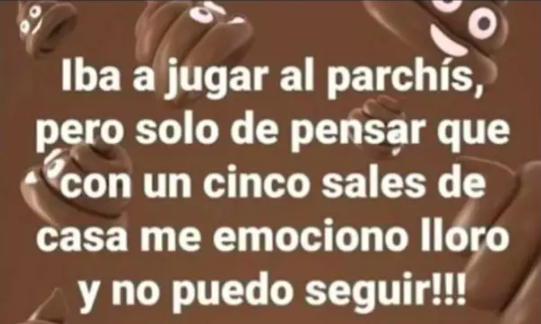 Iba a jugar al parchís,
pero solo de pensar que
con un cinco sales de
casa me emociono lloro
y no puedo seguir!!!